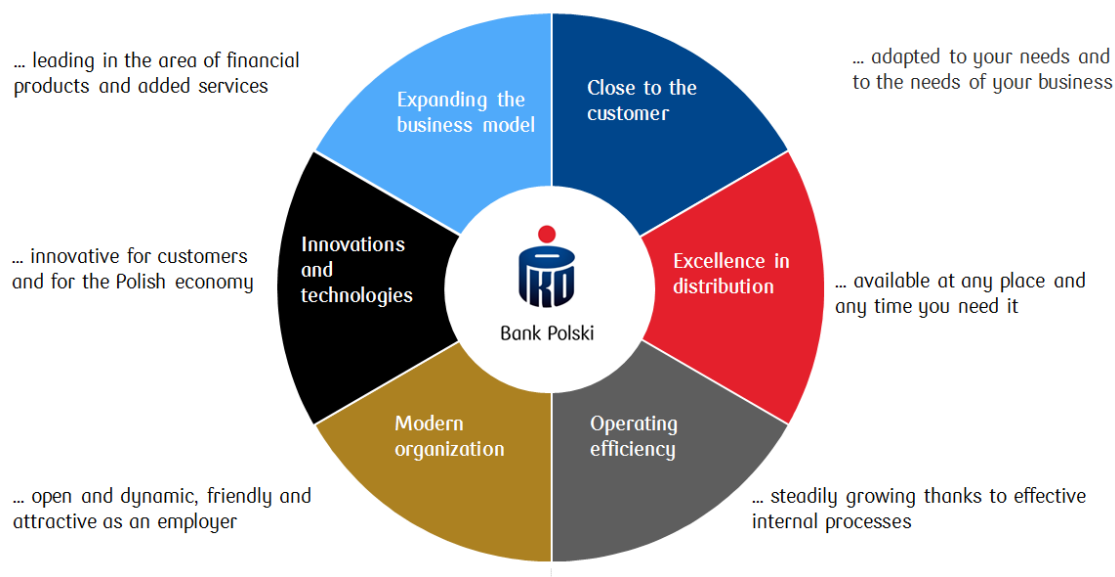 ... leading in the area of financial
products and added services
Expanding the
business model
Close to the
customer
... adapted to your needs and
to the needs of your business
... innovative for customers
and for the Polish economy
Innovations
and
technologies
PKO
Bank Polski
Excellence in
distribution
... available at any place and
any time you need it
... open and dynamic, friendly and
attractive as an employer
Modern
organization
Operating
efficiency
... steadily growing thanks to effective
internal processes